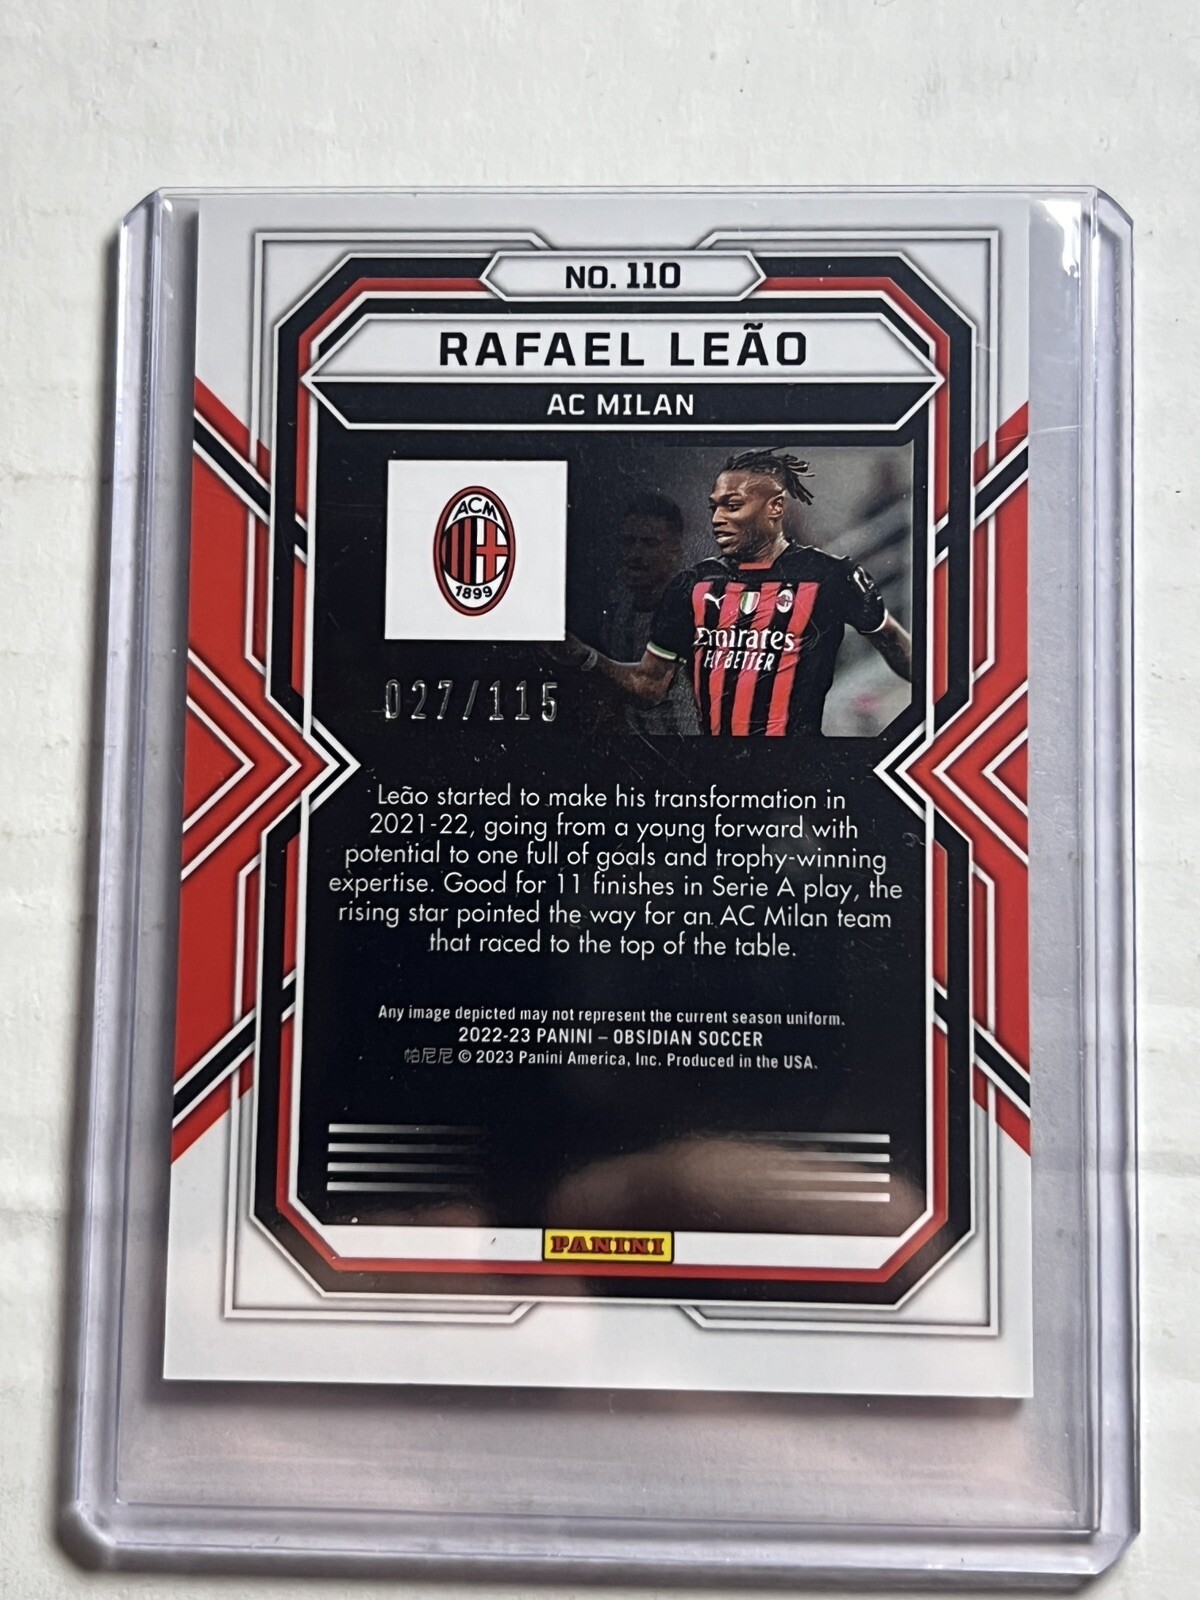 NO. 110
RAFAEL LEÃO
AC MILAN
ACM
1899
Emirates
FLY BETTER
027/115
Leão started to make his transformation in
2021-22, going from a young forward with
potential to one full of goals and trophy-winning
expertise. Good for 11 finishes in Serie A play, the
rising star pointed the way for an AC Milan team
that raced to the top of the table.
Any image depicted may not represent the current season uniform.
2022-23 PANINI – OBSIDIAN SOCCER
帕尼尼 © 2023 Panini America, Inc. Produced in the USA.
PANINI